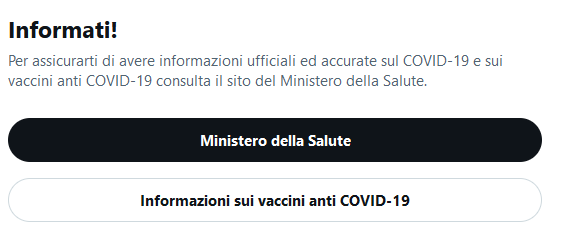 Informati!
Per assicurarti di avere informazioni ufficiali ed accurate sul COVID-19 e sui
vaccini anti COVID-19 consulta il sito del Ministero della Salute.
Ministero della Salute
Informazioni sui vaccini anti COVID-19